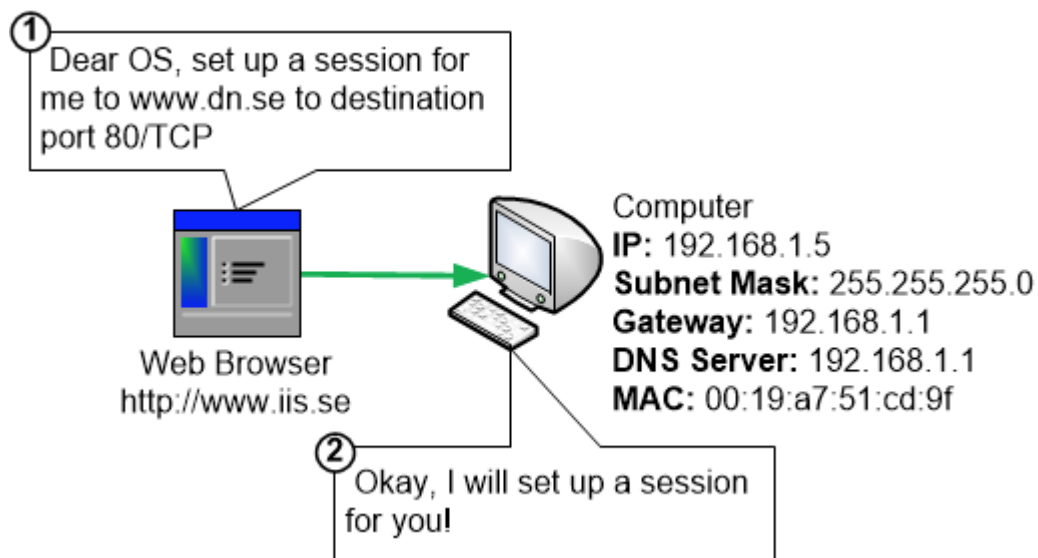 1
Dear OS, set up a session for
me to www.dn.se to destination
port 80/TCP
Computer
IP: 192.168.1.5
Subnet Mask: 255.255.255.0
Gateway: 192.168.1.1
DNS Server: 192.168.1.1
MAC: 00:19:a7:51:cd:9f
Web Browser
http://www.iis.se
2
Okay, I will set up a session
for you!